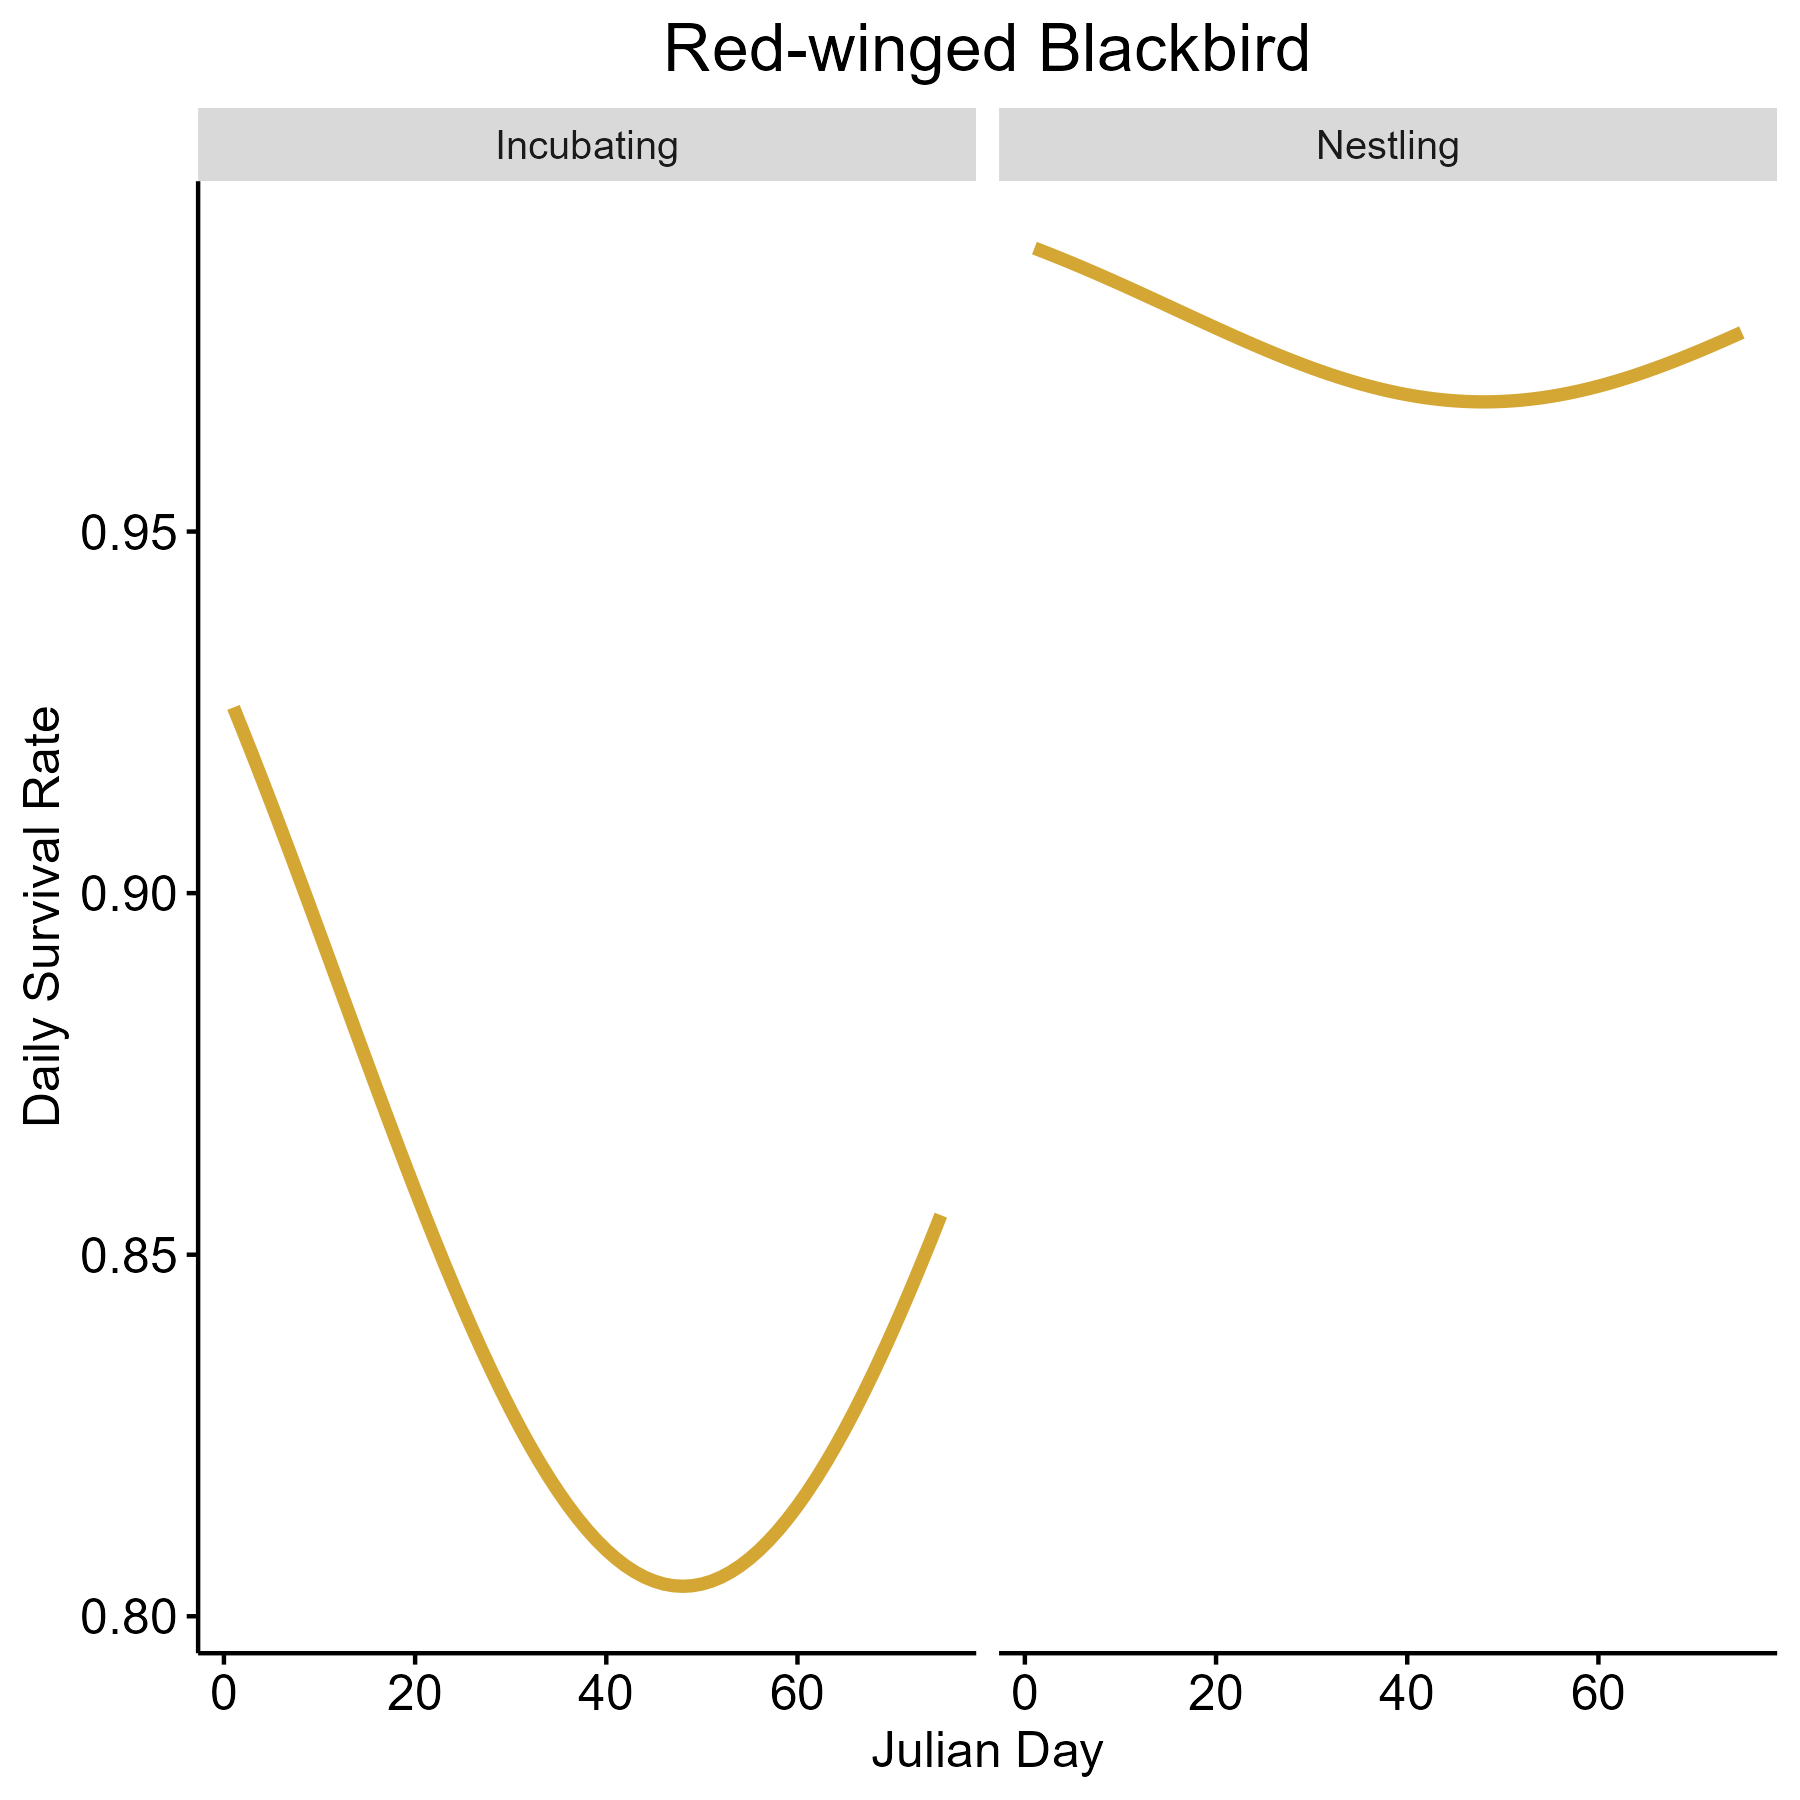 Red-winged Blackbird
Incubating
Nestling
Daily Survival Rate
0.95
0.90
0.85
0.80
0 20 40 60
0 20 40 60
Julian Day